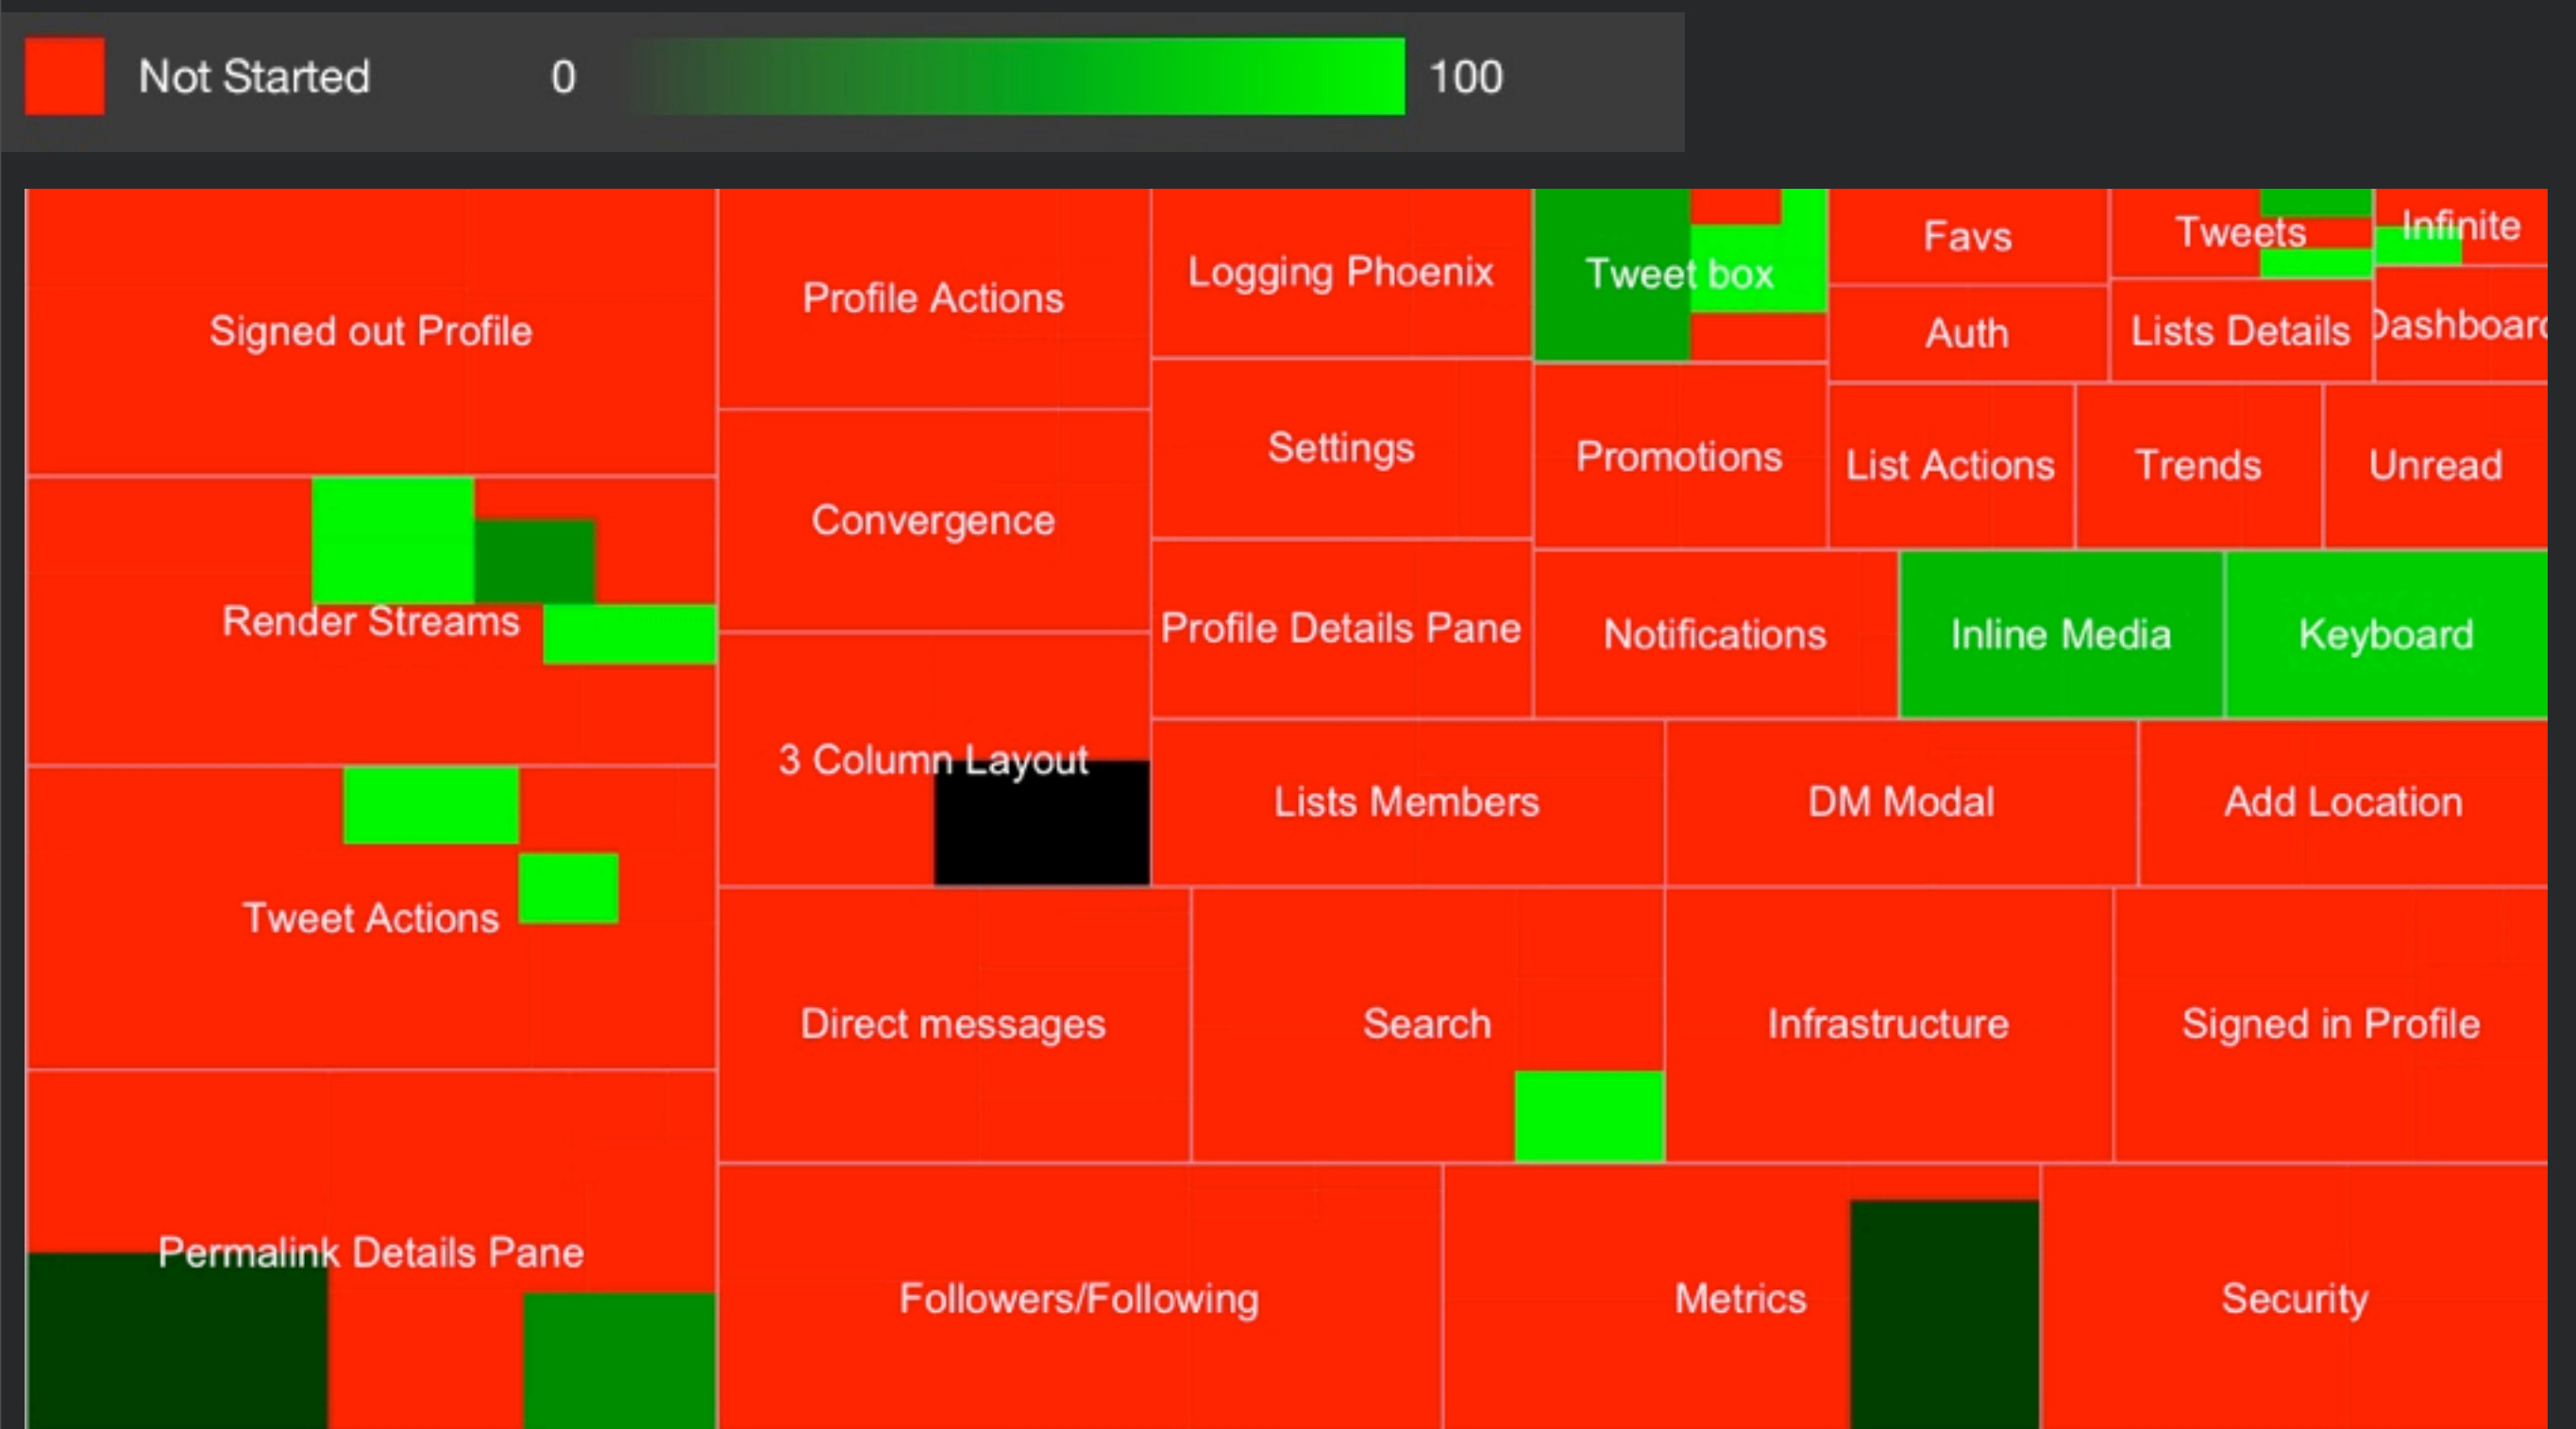 Not Started
0
100
Signed out Profile
Profile Actions
Logging Phoenix
Tweet box
Favs
Tweets
Infinite
Auth
Lists Details
Dashboard
Convergence
Settings
Promotions
List Actions
Trends
Unread
Render Streams
Profile Details Pane
Notifications
Inline Media
Keyboard
3 Column Layout
Lists Members
DM Modal
Add Location
Tweet Actions
Direct messages
Search
Infrastructure
Signed in Profile
Permalink Details Pane
Followers/Following
Metrics
Security